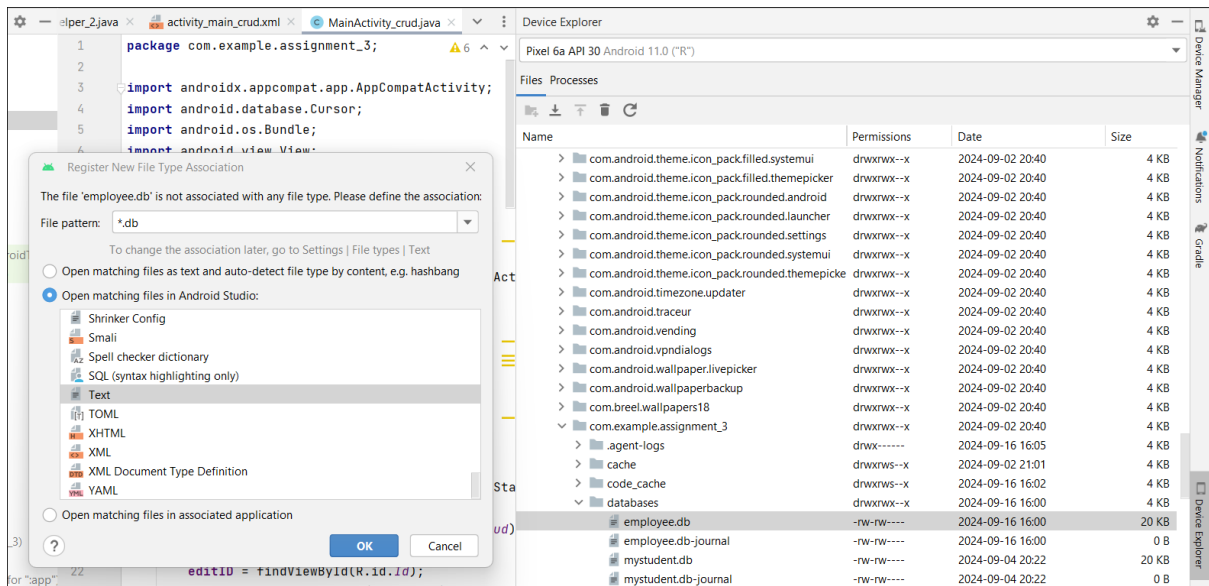 elper_2.java
activity_main_crud.xml
MainActivity_crud.java
1 package com.example.assignment_3;
6
2
3 import androidx.appcompat.app.AppCompatActivity;
4 import android.database.Cursor;
5 import android.os.Bundle;
6 import android.view.View;
Register New File Type Association
The file 'employee.db' is not associated with any file type. Please define the association:
File pattern: *.db
To change the association later, go to Settings | File types | Text
Open matching files as text and auto-detect file type by content, e.g. hashbang
Open matching files in Android Studio:
Shrinker Config
Smali
Spell checker dictionary
SQL (syntax highlighting only)
Text
TOML
XHTML
XML
XML Document Type Definition
YAML
Open matching files in associated application
? OK Cancel
roid
Act
Sta
ud)
_3)
for ":app"
22 editID = findViewById(R.id.Id);
Device Explorer
Pixel 6a API 30 Android 11.0 ("R")
Files Processes
Name Permissions Date Size
com.android.theme.icon_pack.filled.systemui drwxrwx--x 2024-09-02 20:40 4 KB
com.android.theme.icon_pack.filled.themepicker drwxrwx--x 2024-09-02 20:40 4 KB
com.android.theme.icon_pack.rounded.android drwxrwx--x 2024-09-02 20:40 4 KB
com.android.theme.icon_pack.rounded.launcher drwxrwx--x 2024-09-02 20:40 4 KB
com.android.theme.icon_pack.rounded.settings drwxrwx--x 2024-09-02 20:40 4 KB
com.android.theme.icon_pack.rounded.systemui drwxrwx--x 2024-09-02 20:40 4 KB
com.android.theme.icon_pack.rounded.themepicke drwxrwx--x 2024-09-02 20:40 4 KB
com.android.timezone.updater drwxrwx--x 2024-09-02 20:40 4 KB
com.android.traceur drwxrwx--x 2024-09-02 20:40 4 KB
com.android.vending drwxrwx--x 2024-09-02 20:40 4 KB
com.android.vpndialogs drwxrwx--x 2024-09-02 20:40 4 KB
com.android.wallpaper.livepicker drwxrwx--x 2024-09-02 20:40 4 KB
com.android.wallpaperbackup drwxrwx--x 2024-09-02 20:40 4 KB
com.breel.wallpapers18 drwxrwx--x 2024-09-02 20:40 4 KB
com.example.assignment_3 drwxrwx--x 2024-09-02 20:40 4 KB
.agent-logs drwx------ 2024-09-16 16:05 4 KB
cache drwxrws--x 2024-09-02 21:01 4 KB
code_cache drwxrws--x 2024-09-16 16:02 4 KB
databases drwxrwx--x 2024-09-16 16:00 4 KB
employee.db -rw-rw---- 2024-09-16 16:00 20 KB
employee.db-journal -rw-rw---- 2024-09-16 16:00 0 B
mystudent.db -rw-rw---- 2024-09-04 20:22 20 KB
mystudent.db-journal -rw-rw---- 2024-09-04 20:22 0 B
Device Manager
Notifications
Gradle
Device Explorer